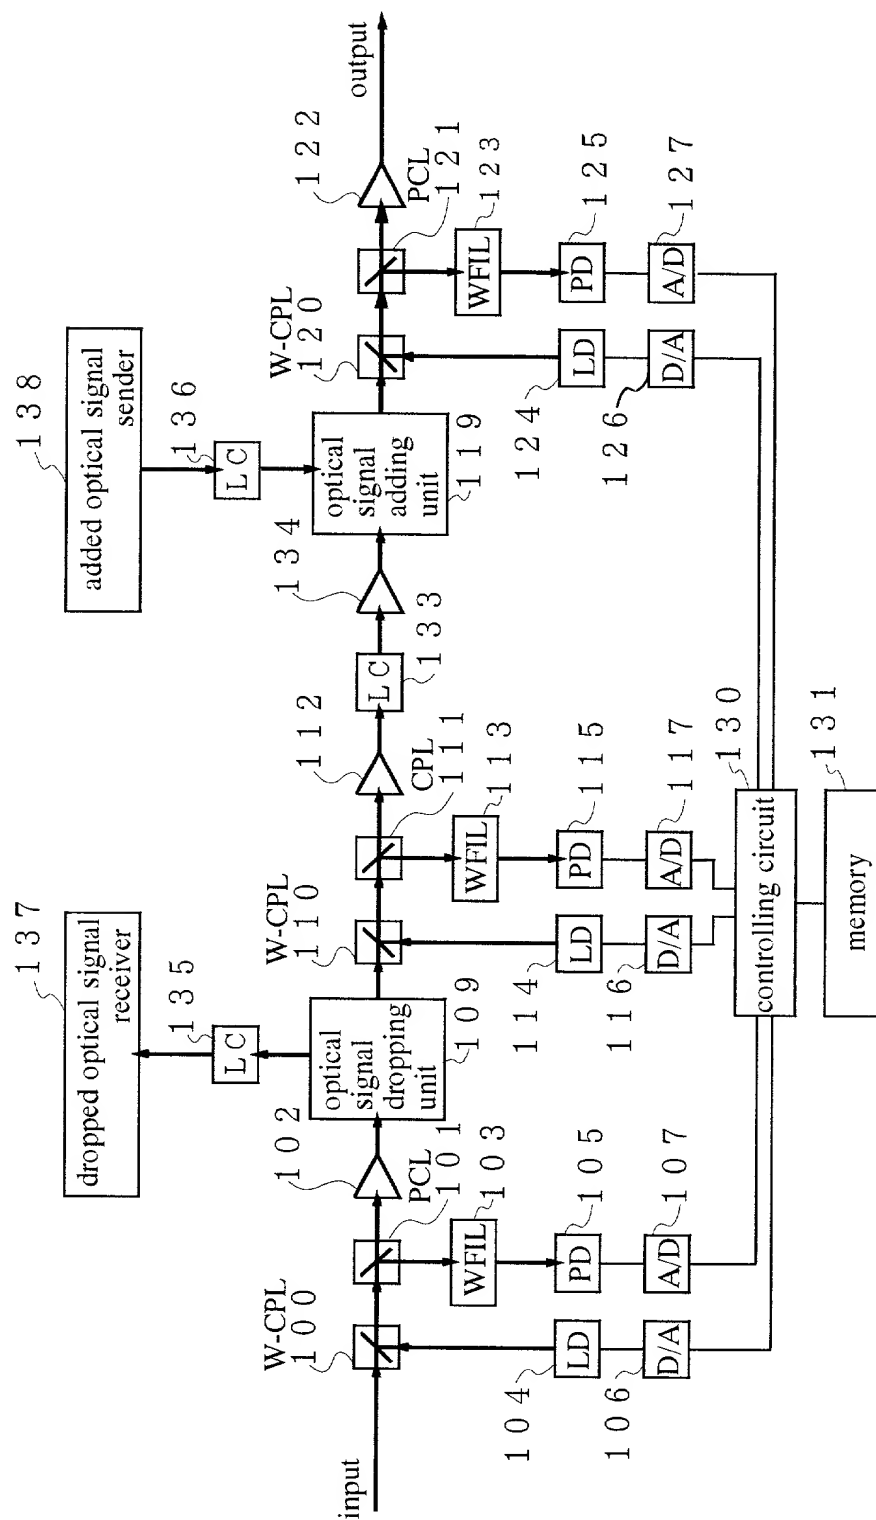 138
added optical signal
sender
137
dropped optical signal
receiver
136
LC
135
LC
input
W-CPL
100
PCL
101
102
optical
signal
dropping
unit
109
W-CPL
110
CPL
111
112
LC
133
134
optical
signal
adding
unit
119
W-CPL
120
PCL
121
122
output
WFIL
103
WFIL
113
WFIL
123
104
LD
PD
105
114
LD
PD
115
124
LD
PD
125
106
D/A
A/D
107
116
D/A
A/D
117
126
D/A
A/D
127
controlling circuit
130
memory
131